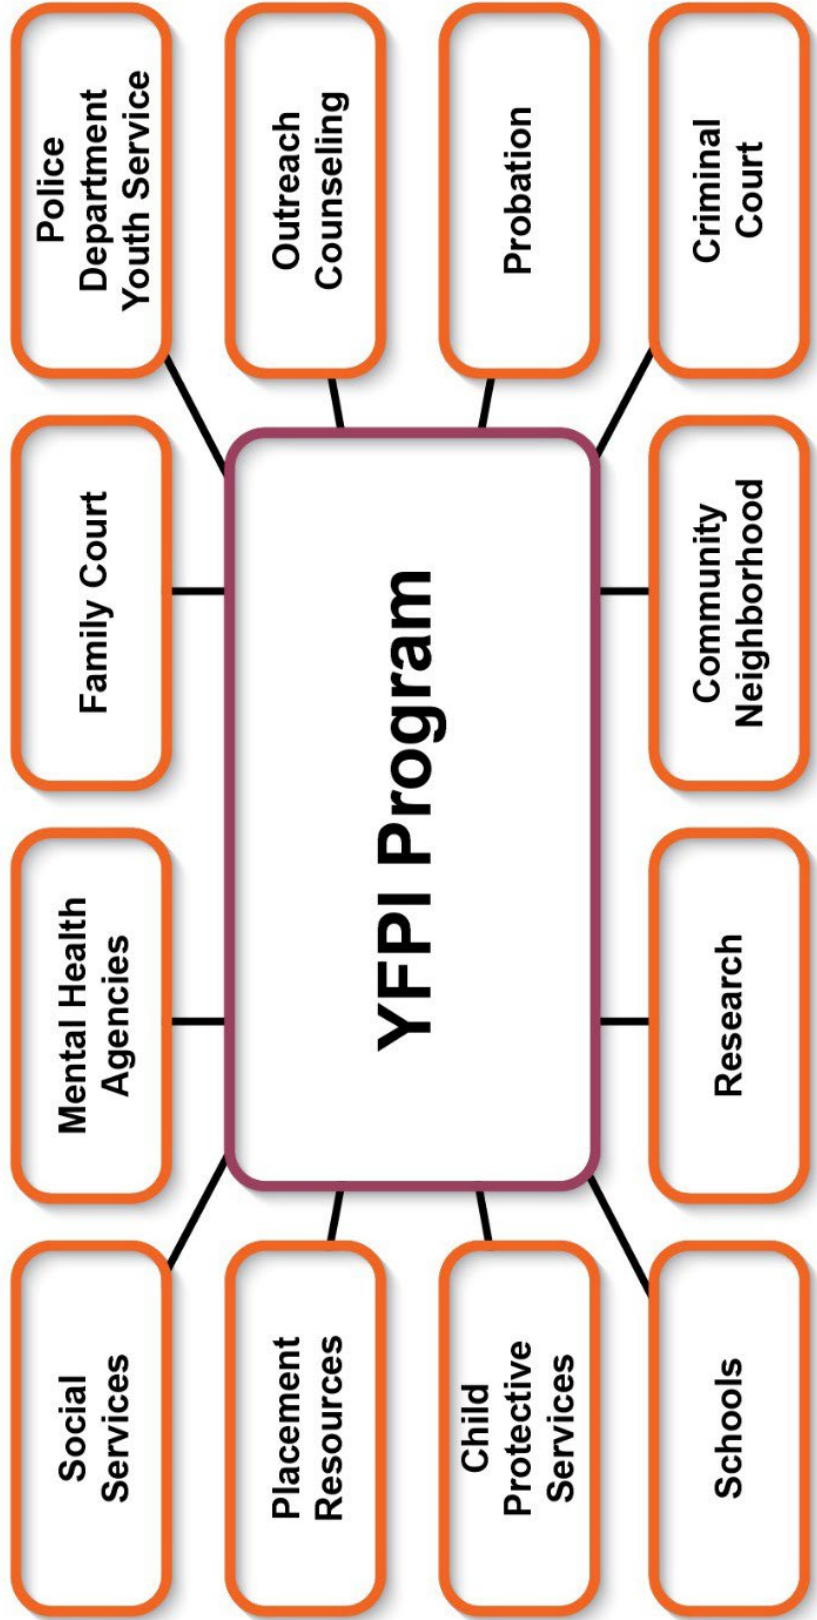 Social
Services
Mental Health
Agencies
Family Court
Police
Department
Youth Service
Placement
Resources
YFPI Program
Outreach
Counseling
Child
Protective
Services
Probation
Schools
Research
Community
Neighborhood
Criminal
Court